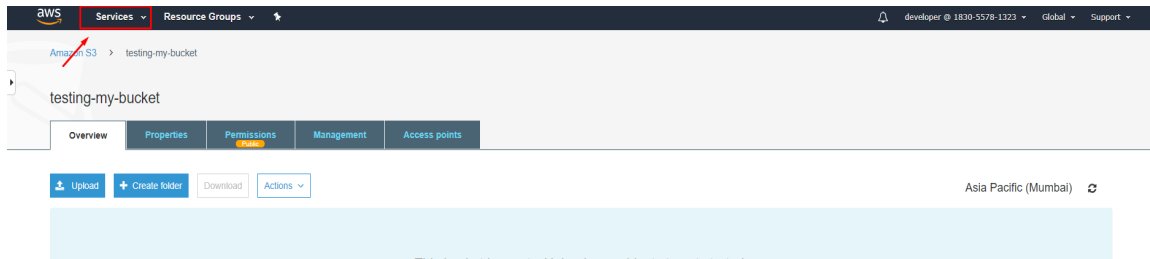 aws Services Resource Groups developer @ 1830-5578-1323 Global Support
Amazon S3 > testing-my-bucket
testing-my-bucket
Overview Properties Permissions Management Access points
Public
Upload Create folder Download Actions Asia Pacific (Mumbai)